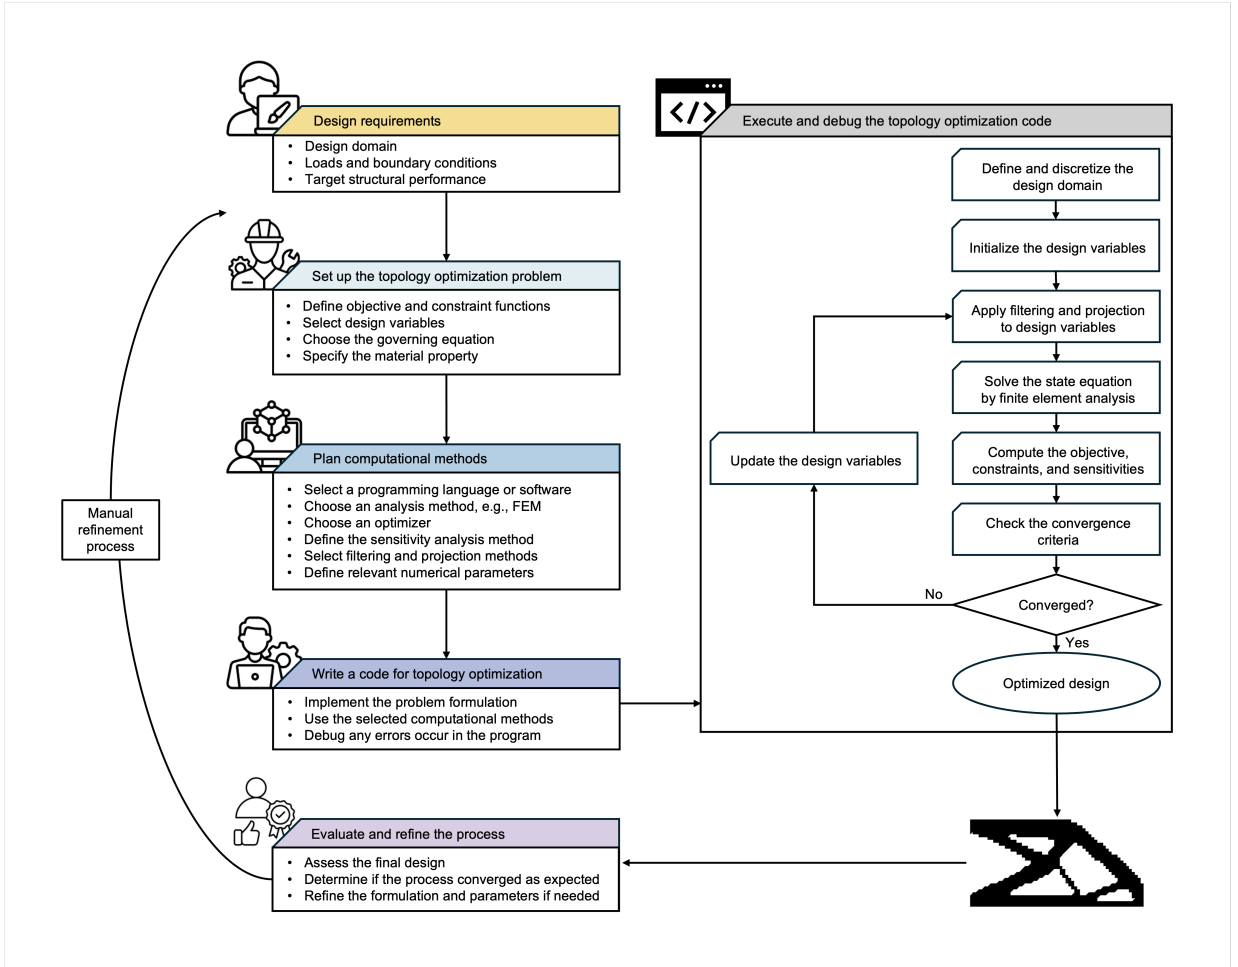 Design requirements
• Design domain
• Loads and boundary conditions
• Target structural performance
Set up the topology optimization problem
• Define objective and constraint functions
• Select design variables
• Choose the governing equation
• Specify the material property
Plan computational methods
• Select a programming language or software
• Choose an analysis method, e.g., FEM
• Choose an optimizer
• Define the sensitivity analysis method
• Select filtering and projection methods
• Define relevant numerical parameters
Write a code for topology optimization
• Implement the problem formulation
• Use the selected computational methods
• Debug any errors occur in the program
</>
Execute and debug the topology optimization code
Define and discretize the
design domain
Initialize the design variables
Apply filtering and projection
to design variables
Solve the state equation
by finite element analysis
Compute the objective,
constraints, and sensitivities
Check the convergence
criteria
Converged?
No
Update the design variables
Yes
Optimized design
Evaluate and refine the process
• Assess the final design
• Determine if the process converged as expected
• Refine the formulation and parameters if needed
Manual
refinement
process